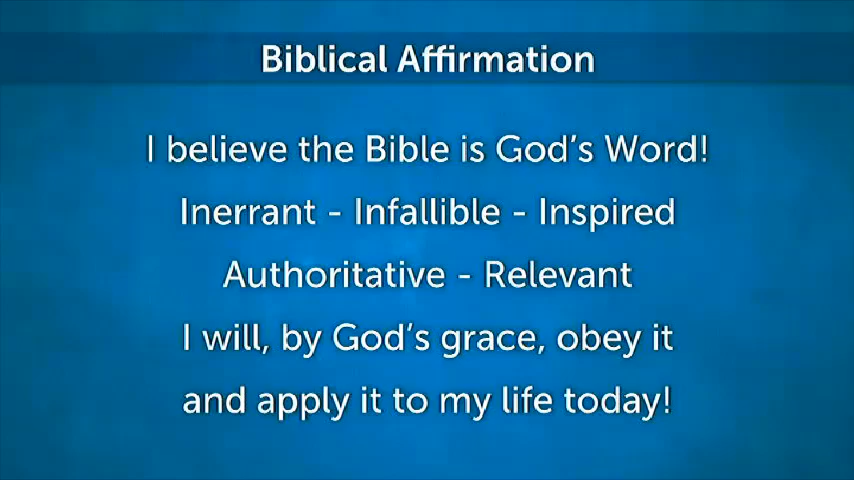 Biblical Affirmation
I believe the Bible is God’s Word!
Inerrant - Infallible - Inspired
Authoritative - Relevant
I will, by God’s grace, obey it
and apply it to my life today!